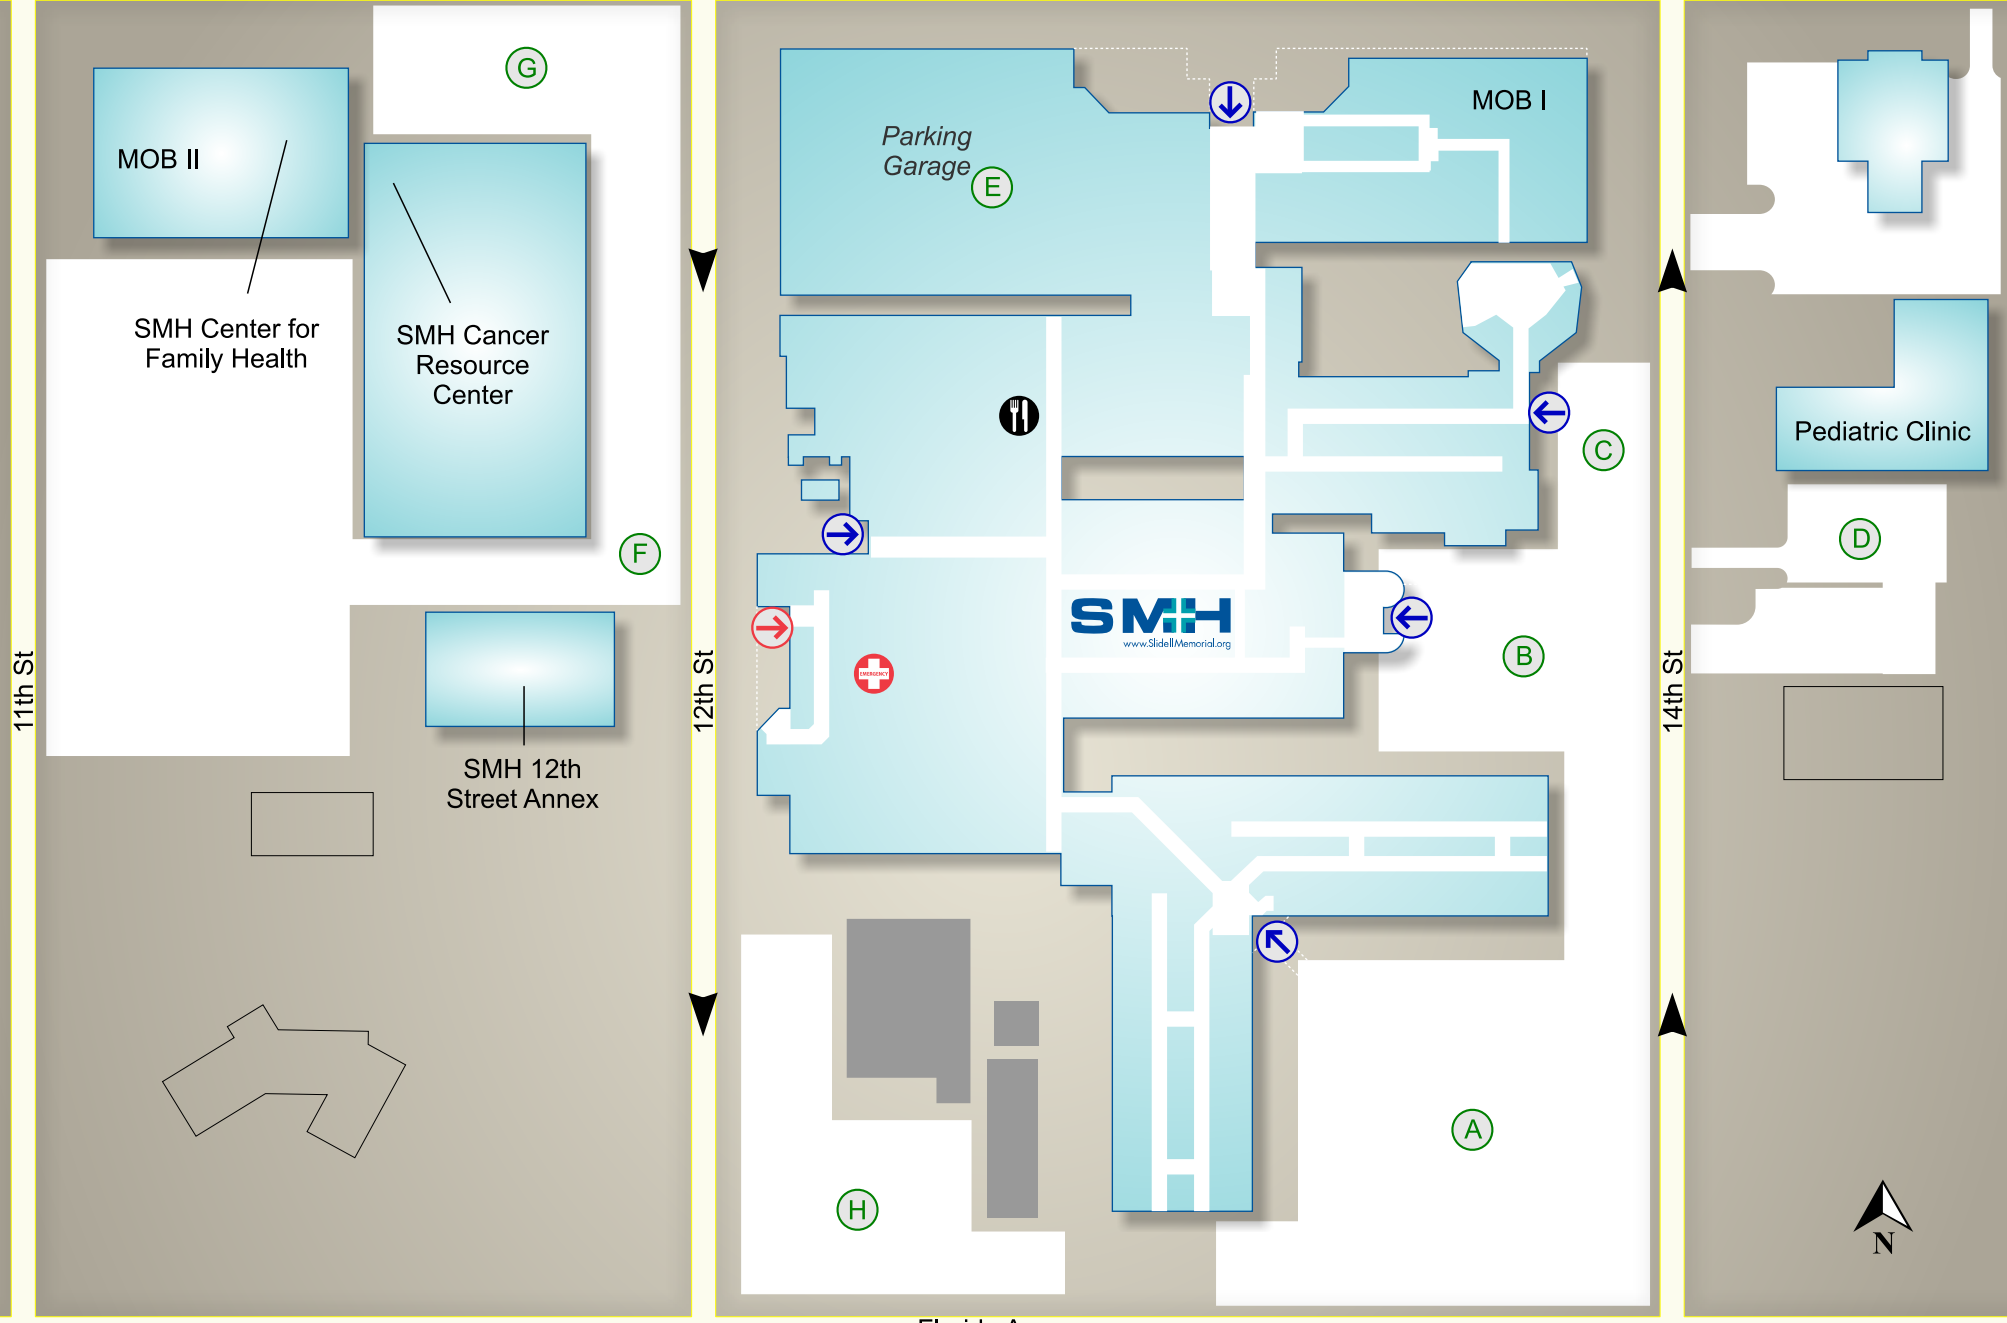 G
MOB II
SMH Center for
Family Health
SMH Cancer
Resource
Center
F
SMH 12th
Street Annex
11th St
12th St
14th St
Parking
Garage
E
MOB I
C
SMH
www.SlidellMemorial.org
EMERGENCY
B
A
H
Pediatric Clinic
D
N